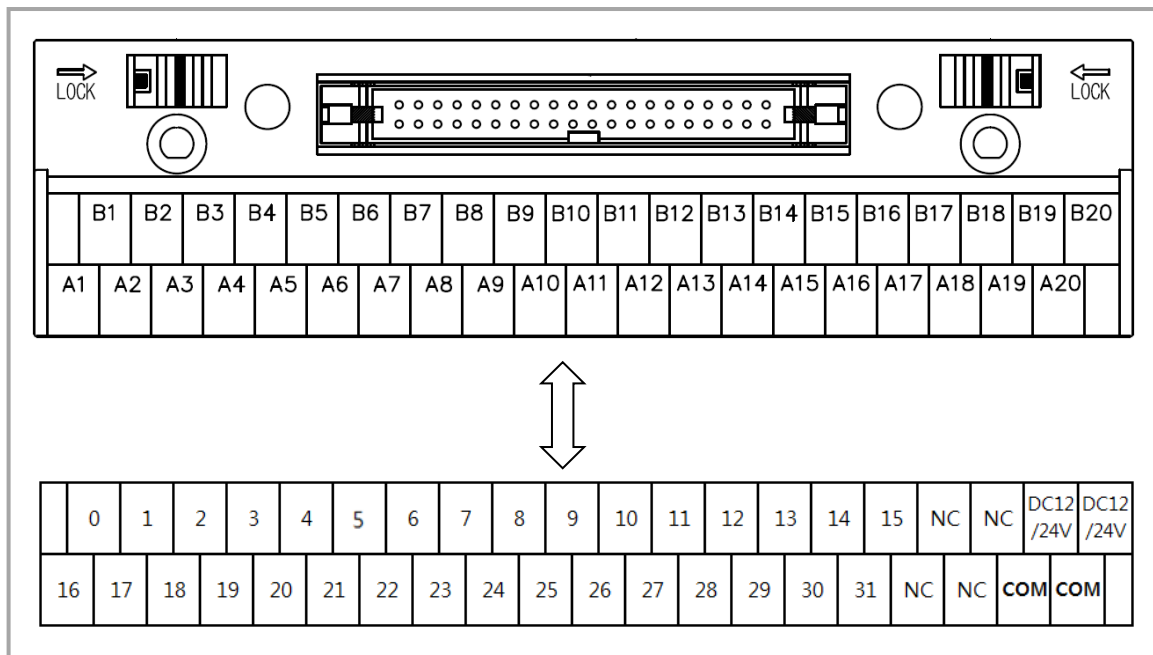 LOCK LOCK
B1 B2 B3 B4 B5 B6 B7 B8 B9 B10 B11 B12 B13 B14 B15 B16 B17 B18 B19 B20
A1 A2 A3 A4 A5 A6 A7 A8 A9 A10 A11 A12 A13 A14 A15 A16 A17 A18 A19 A20
0 1 2 3 4 5 6 7 8 9 10 11 12 13 14 15 NC NC DC12 /24V DC12 /24V
16 17 18 19 20 21 22 23 24 25 26 27 28 29 30 31 NC NC COM COM